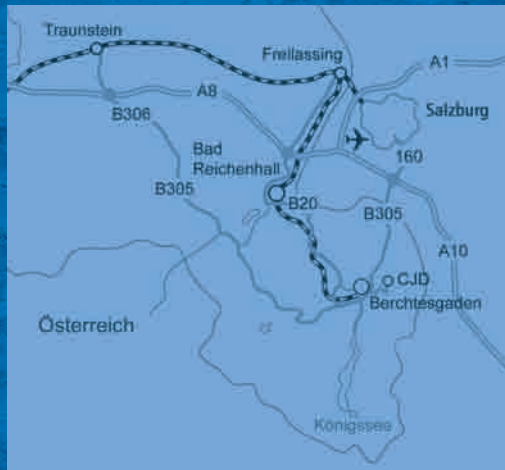 Traunstein
Freilassing
A1
A8
Salzburg
B306
Bad
Reichenhall
160
B305
B20
B305
A10
CJD
Berchtesgaden
Österreich
Königssee